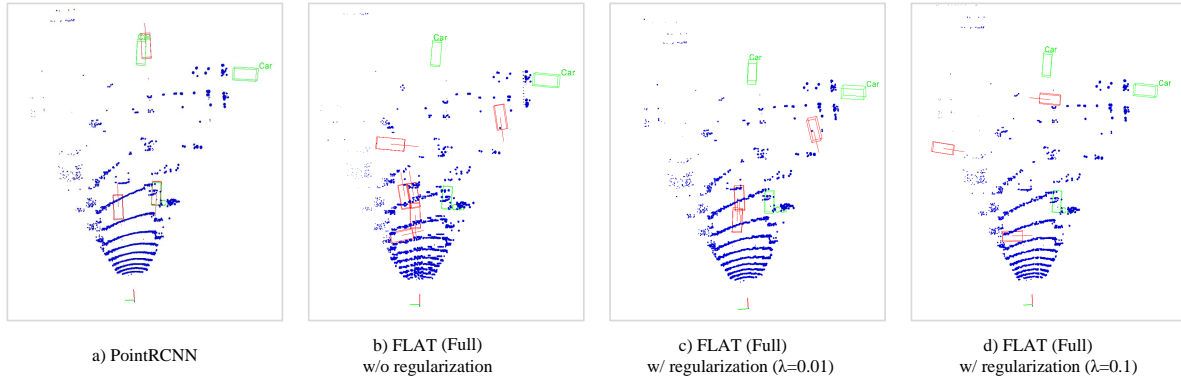 Car
Car
Car
Car
Car
Car
Car
Car
a) PointRCNN
b) FLAT (Full)
w/o regularization
c) FLAT (Full)
w/ regularization (λ=0.01)
d) FLAT (Full)
w/ regularization (λ=0.1)